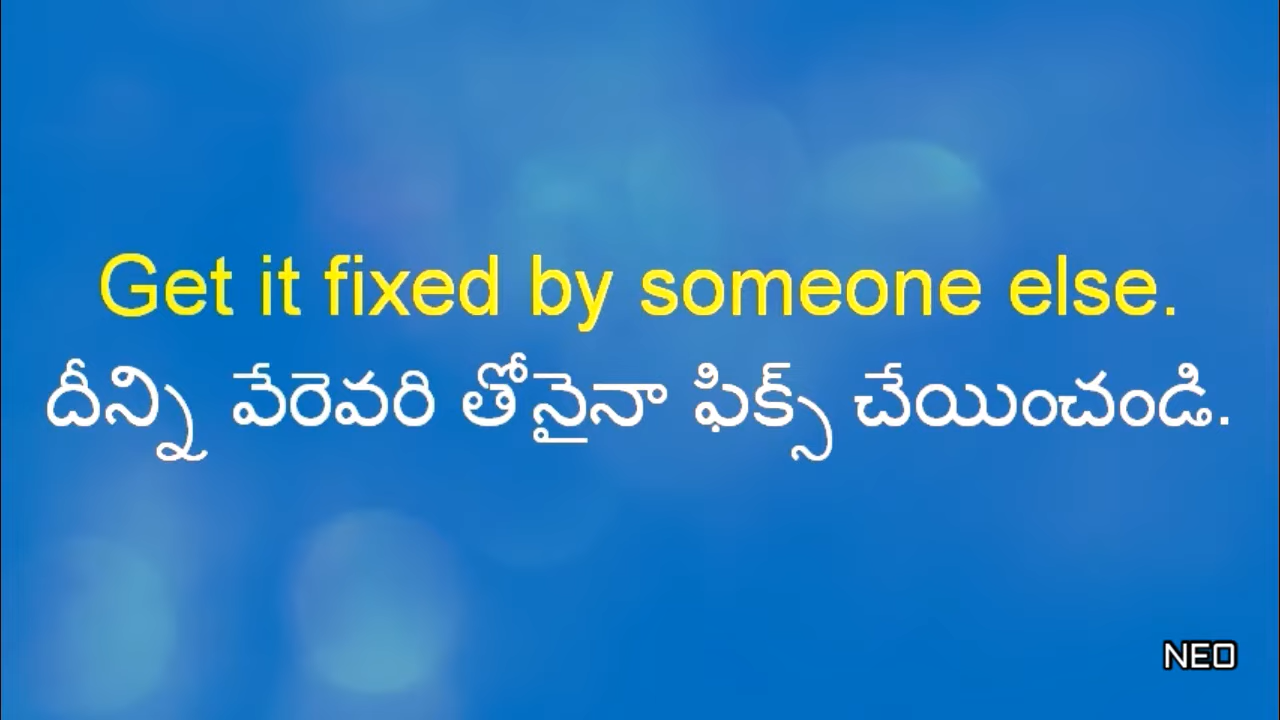 Get it fixed by someone else.
దీన్ని వేరెవరి తోనైనా ఫిక్స్ చేయించండి.
NEO